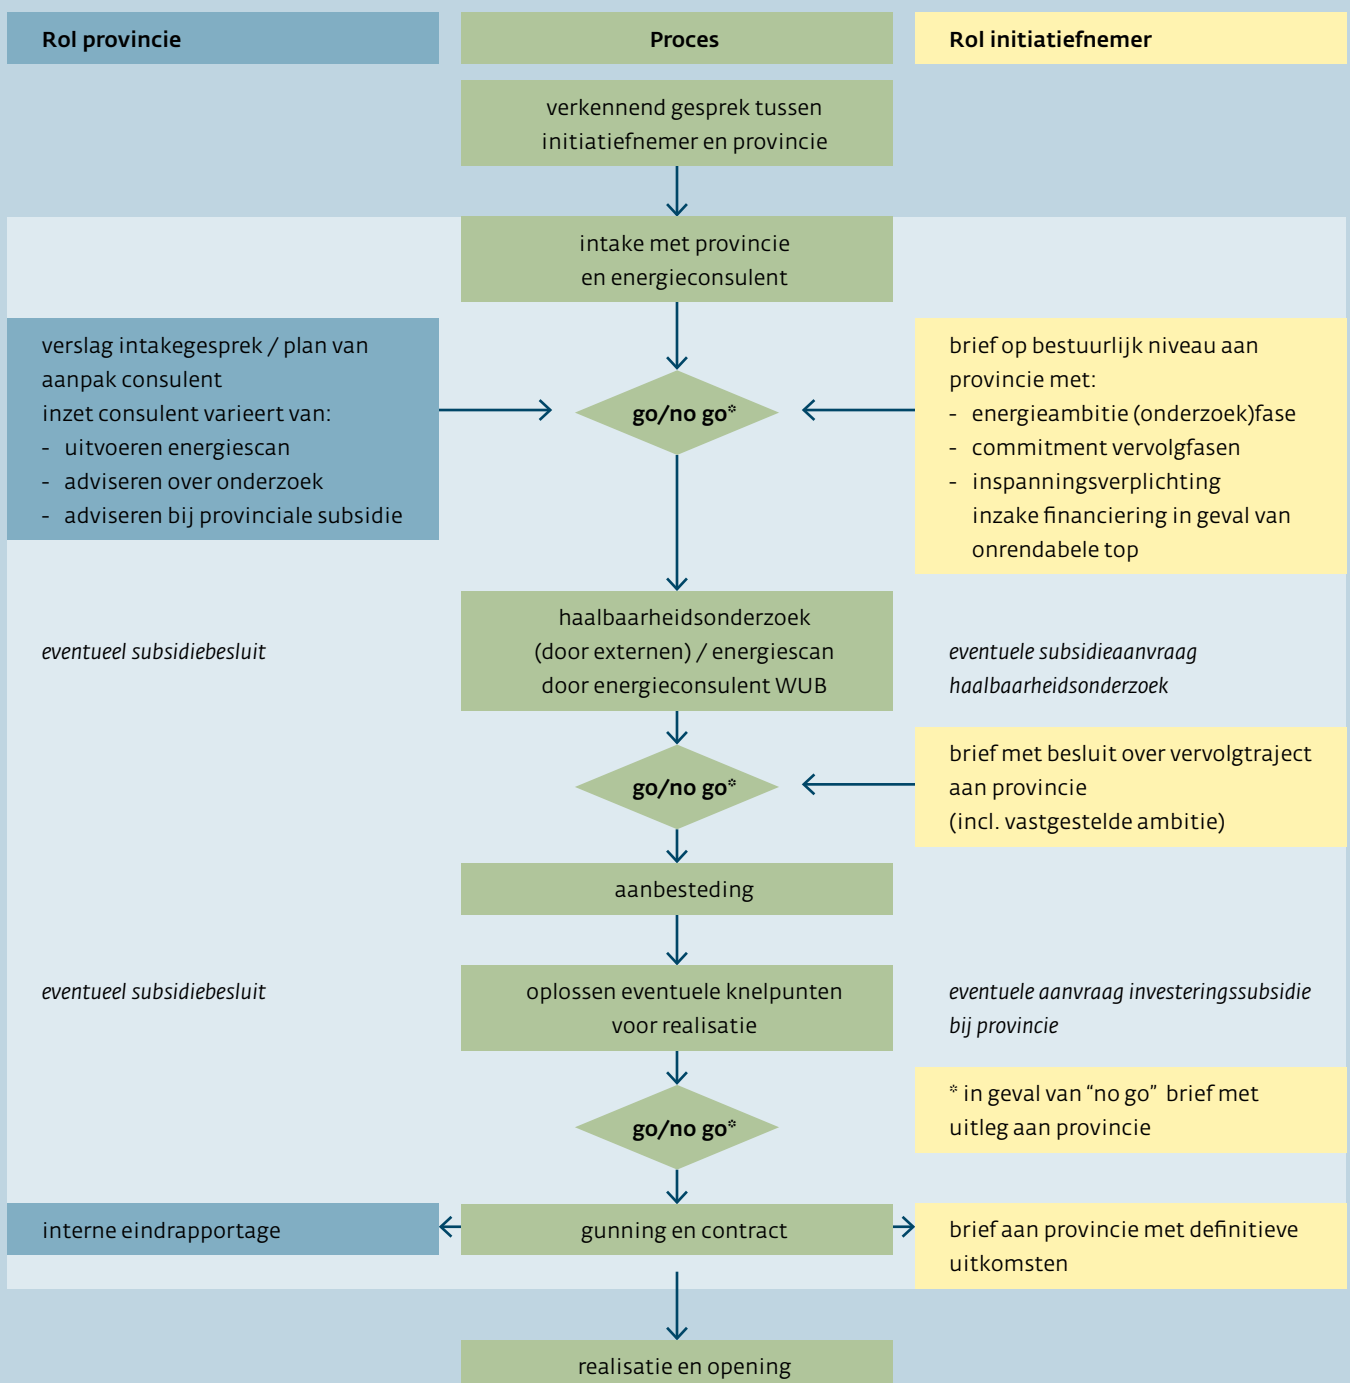 Rol provincie
Proces
Rol initiatiefnemer
verkennend gesprek tussen
initiatiefnemer en provincie
intake met provincie
en energieconsulent
verslag intakegesprek / plan van
aanpak consulent
inzet consulent varieert van:
- uitvoeren energiescan
- adviseren over onderzoek
- adviseren bij provinciale subsidie
go/no go*
brief op bestuurlijk niveau aan
provincie met:
- energieambitie (onderzoek)fase
- commitment vervolgfasen
- inspanningsverplichting
inzake financiering in geval van
onrendabele top
eventueel subsidiebesluit
haalbaarheidsonderzoek
(door externen) / energiescan
door energieconsulent WUB
eventuele subsidieaanvraag
haalbaarheidsonderzoek
go/no go*
brief met besluit over vervolgtraject
aan provincie
(incl. vastgestelde ambitie)
aanbesteding
eventueel subsidiebesluit
oplossen eventuele knelpunten
voor realisatie
eventuele aanvraag investeringssubsidie
bij provincie
go/no go*
* in geval van “no go” brief met
uitleg aan provincie
interne eindrapportage
gunning en contract
brief aan provincie met definitieve
uitkomsten
realisatie en opening